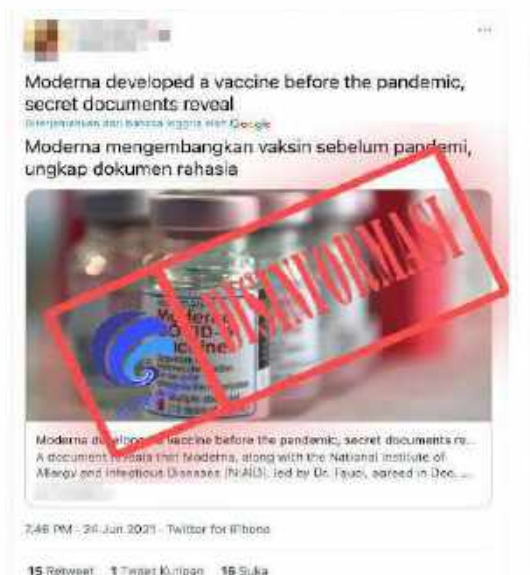 Moderna developed a vaccine before the pandemic,
secret documents reveal
Diterjemahkan dari bahasa Inggris oleh Google
Moderna mengembangkan vaksin sebelum pandemi,
ungkap dokumen rahasia
DISINFORMASI
Moderna
COVID-19
Vaccine
Moderna developed a vaccine before the pandemic, secret documents re...
A document reveals that Moderna, along with the National Institute of
Allergy and Infectious Diseases (NIAID), led by Dr. Fauci, agreed in Dec. ...
7.46 PM - 24 Jun 2021 - Twitter for iPhone
15 Retweet 1 Tweet Kutipan 16 Suka